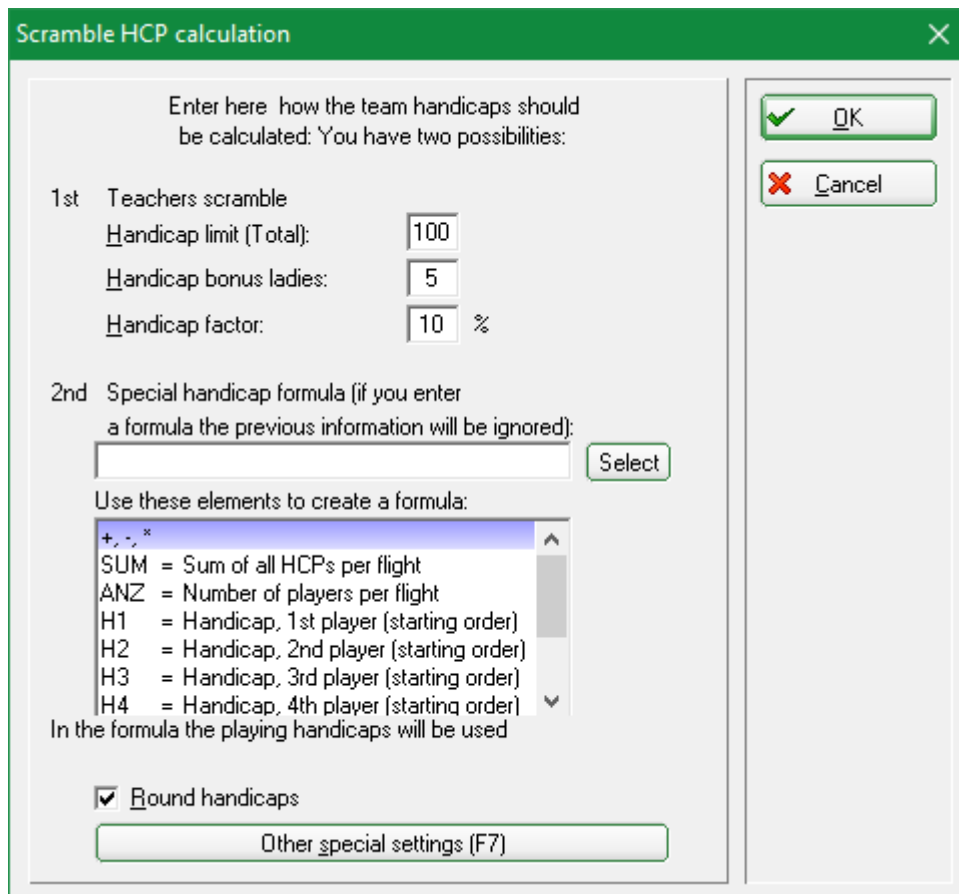 Scramble HCP calculation
Enter here how the team handicaps should
be calculated: You have two possibilities:
OK
Cancel
1st Teachers scramble
Handicap limit (Total): 100
Handicap bonus ladies: 5
Handicap factor: 10 %
2nd Special handicap formula (if you enter
a formula the previous information will be ignored):
Select
Use these elements to create a formula:
+, -, *
SUM = Sum of all HCPs per flight
ANZ = Number of players per flight
H1 = Handicap, 1st player (starting order)
H2 = Handicap, 2nd player (starting order)
H3 = Handicap, 3rd player (starting order)
H4 = Handicap, 4th player (starting order)
In the formula the playing handicaps will be used
Round handicaps
Other special settings (F7)